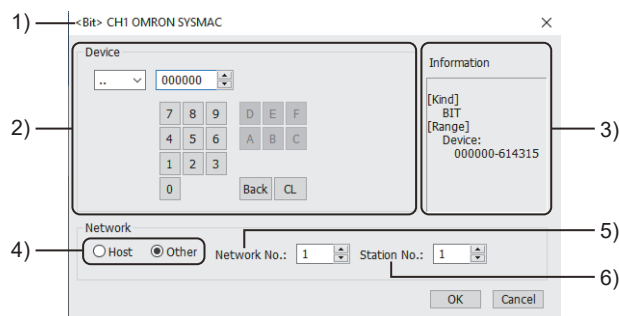 1)
<Bit> CH1 OMRON SYSMAC
Device
.. 000000
7 8 9 D E F
4 5 6 A B C
1 2 3
0 Back CL
2)
Information
[Kind]
BIT
[Range]
Device:
000000-614315
3)
Network
4)
Host Other Network No.: 1 Station No.: 1
5)
6)
OK Cancel